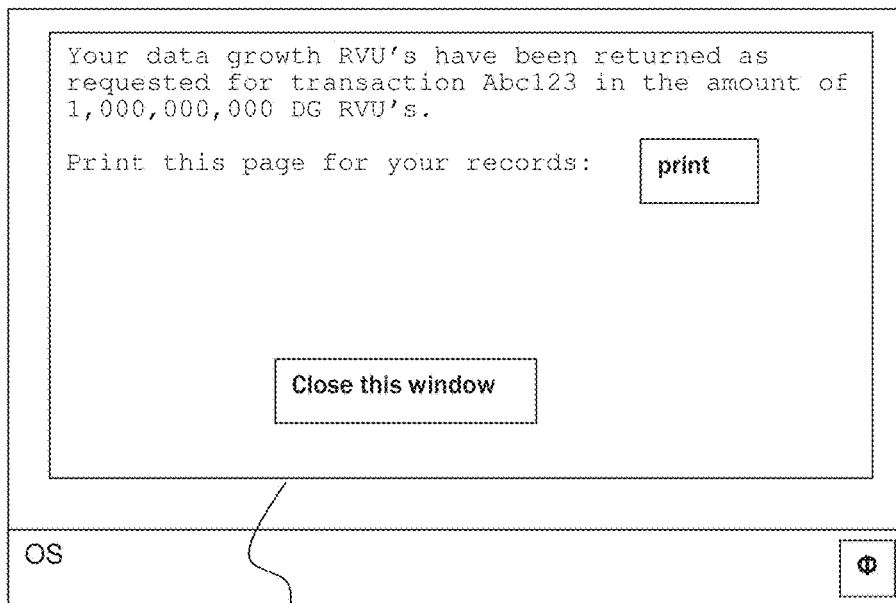 Your data growth RVU's have been returned as
requested for transaction Abc123 in the amount of
1,000,000,000 DG RVU's.
Print this page for your records:
print
Close this window
OS
Φ